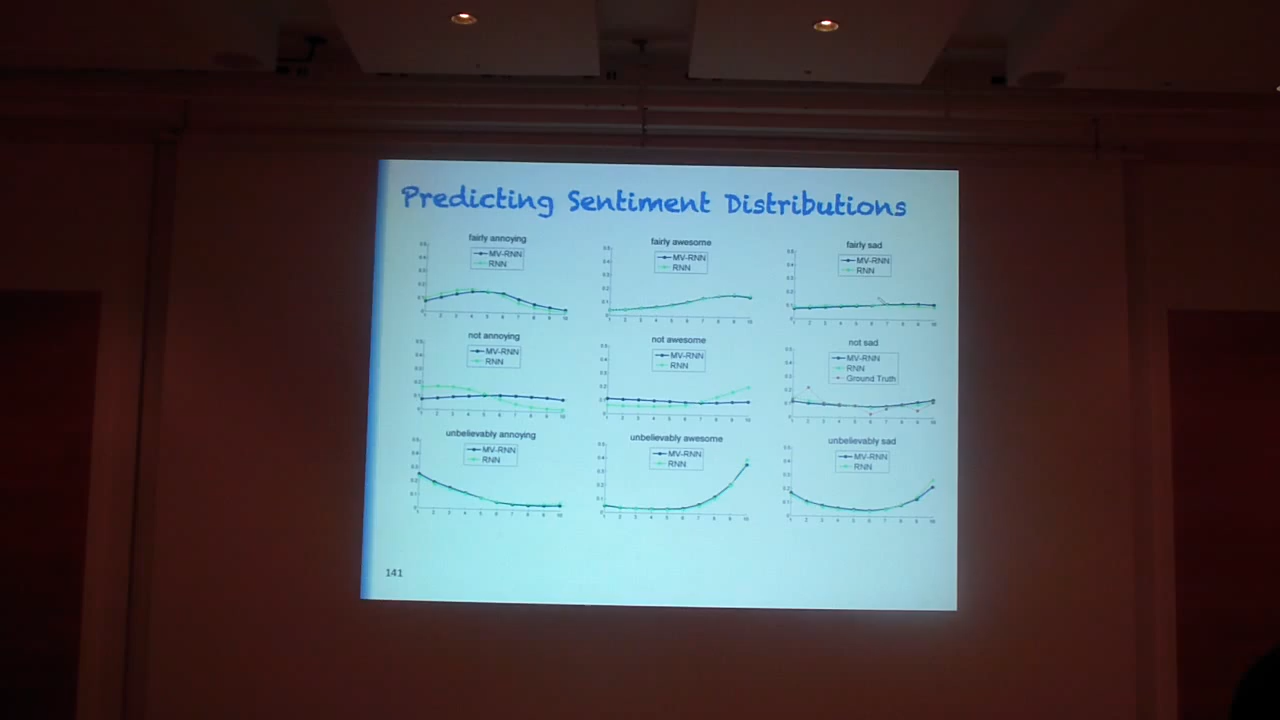 Predicting Sentiment Distributions
fairly annoying
MV-RNN
RNN
fairly awesome
MV-RNN
RNN
fairly sad
MV-RNN
RNN
not annoying
MV-RNN
RNN
not awesome
MV-RNN
RNN
not sad
MV-RNN
RNN
Ground Truth
unbelievably annoying
MV-RNN
RNN
unbelievably awesome
MV-RNN
RNN
unbelievably sad
MV-RNN
RNN
141